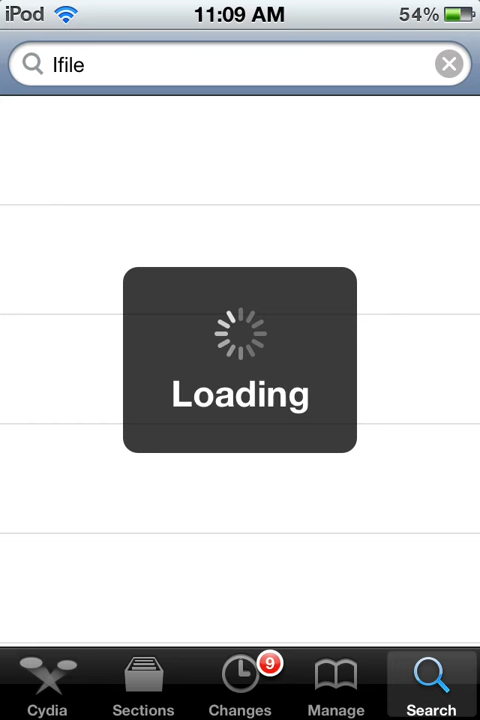 iPod 11:09 AM 54%
Ifile
Loading
9
Cydia Sections Changes Manage Search